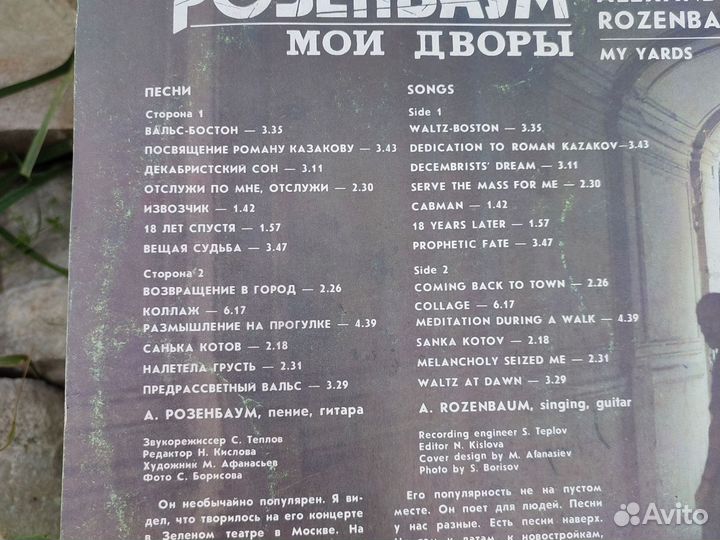 РОЗЕНБАУМ
ROZENBA
МОИ ДВОРЫ
MY YARDS
ПЕСНИ
Сторона 1
ВАЛЬС-БОСТОН — 3.35
ПОСВЯЩЕНИЕ РОМАНУ КАЗАКОВУ — 3.43
ДЕКАБРИСТСКИЙ СОН — 3.11
ОТСЛУЖИ ПО МНЕ, ОТСЛУЖИ — 2.30
ИЗВОЗЧИК — 1.42
18 ЛЕТ СПУСТЯ — 1.57
ВЕЩАЯ СУДЬБА — 3.47
Сторона 2
ВОЗВРАЩЕНИЕ В ГОРОД — 2.26
КОЛЛАЖ — 6.17
РАЗМЫШЛЕНИЕ НА ПРОГУЛКЕ — 4.39
САНЬКА КОТОВ — 2.18
НАЛЕТЕЛА ГРУСТЬ — 2.31
ПРЕДРАССВЕТНЫЙ ВАЛЬС — 3.29
А. РОЗЕНБАУМ, пение, гитара
Звукорежиссер С. Теплов
Редактор Н. Кислова
Художник М. Афанасьев
Фото С. Борисова
SONGS
Side 1
WALTZ-BOSTON — 3.35
DEDICATION TO ROMAN KAZAKOV—3.43
DECEMBRISTS' DREAM — 3.11
SERVE THE MASS FOR ME — 2.30
CABMAN — 1.42
18 YEARS LATER — 1.57
PROPHETIC FATE — 3.47
Side 2
COMING BACK TO TOWN — 2.26
COLLAGE — 6.17
MEDITATION DURING A WALK — 4.39
SANKA KOTOV — 2.18
MELANCHOLY SEIZED ME — 2.31
WALTZ AT DAWN — 3.29
A. ROZENBAUM, singing, guitar
Recording engineer S. Teplov
Editor N. Kislova
Cover design by M. Afanasiev
Photo by S. Borisov
Он необычайно популярен. Я ви-
дел, что творилось на его концерте
в Зеленом театре в Москве. На
Его популярность не на пустом
месте. Он поет для людей. Песни
у нас разные. Есть песни наверх.
к датам, к новостройкам,
Avito